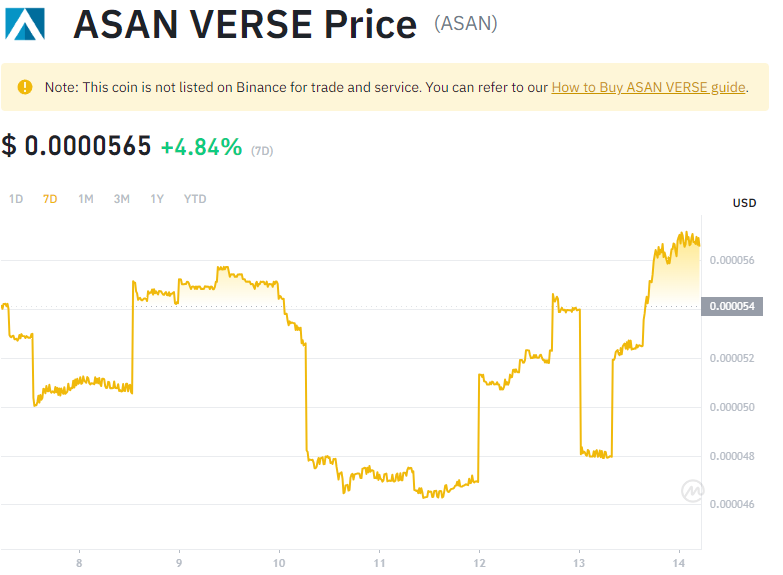 ASAN VERSE Price (ASAN)
Note: This coin is not listed on Binance for trade and service. You can refer to our How to Buy ASAN VERSE guide.
$ 0.0000565 +4.84% (7D)
1D 7D 1M 3M 1Y YTD
USD
0.000056
0.000054
0.000052
0.000050
0.000048
0.000046
8 9 10 11 12 13 14